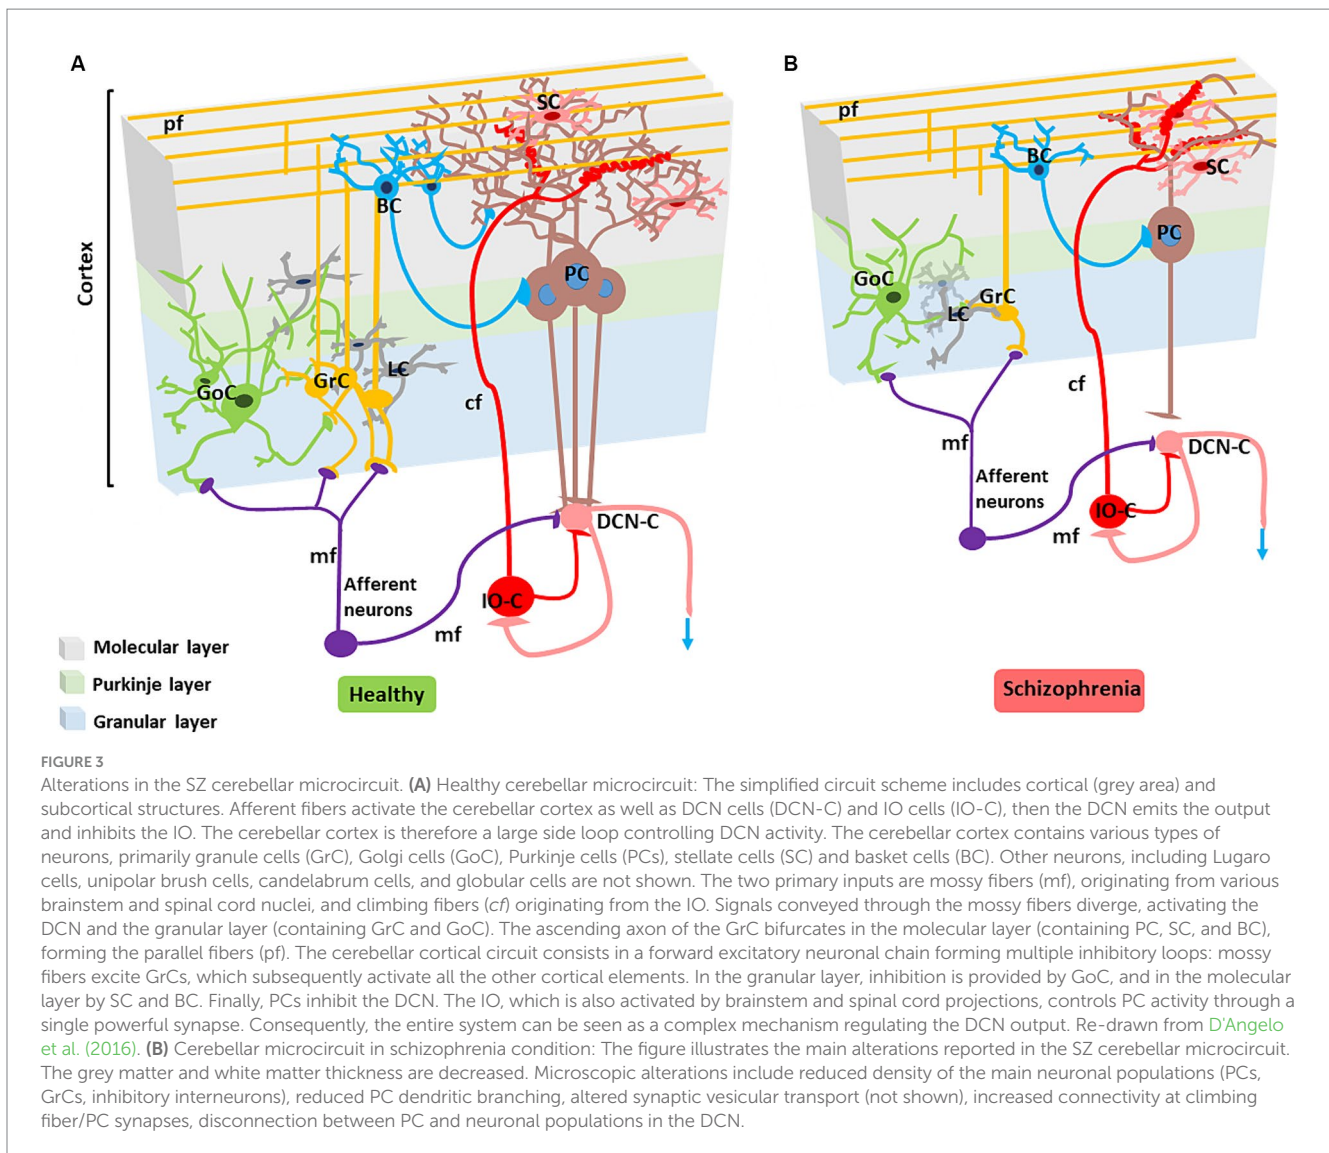 A
B
SC
pf
pf
BC
BC
SC
Cortex
PC
PC
GoC
GrC
LC
LC
GrC
GoC
cf
cf
mf
DCN-C
Afferent
neurons
DCN-C
IO-C
mf
mf
Afferent
neurons
IO-C
mf
Molecular layer
Purkinje layer
Granular layer
Healthy
Schizophrenia
FIGURE 3
Alterations in the SZ cerebellar microcircuit. (A) Healthy cerebellar microcircuit: The simplified circuit scheme includes cortical (grey area) and
subcortical structures. Afferent fibers activate the cerebellar cortex as well as DCN cells (DCN-C) and IO cells (IO-C), then the DCN emits the output
and inhibits the IO. The cerebellar cortex is therefore a large side loop controlling DCN activity. The cerebellar cortex contains various types of
neurons, primarily granule cells (GrC), Golgi cells (GoC), Purkinje cells (PCs), stellate cells (SC) and basket cells (BC). Other neurons, including Lugaro
cells, unipolar brush cells, candelabrum cells, and globular cells are not shown. The two primary inputs are mossy fibers (mf), originating from various
brainstem and spinal cord nuclei, and climbing fibers (cf) originating from the IO. Signals conveyed through the mossy fibers diverge, activating the
DCN and the granular layer (containing GrC and GoC). The ascending axon of the GrC bifurcates in the molecular layer (containing PC, SC, and BC),
forming the parallel fibers (pf). The cerebellar cortical circuit consists in a forward excitatory neuronal chain forming multiple inhibitory loops: mossy
fibers excite GrCs, which subsequently activate all the other cortical elements. In the granular layer, inhibition is provided by GoC, and in the molecular
layer by SC and BC. Finally, PCs inhibit the DCN. The IO, which is also activated by brainstem and spinal cord projections, controls PC activity through a
single powerful synapse. Consequently, the entire system can be seen as a complex mechanism regulating the DCN output. Re-drawn from D'Angelo
et al. (2016). (B) Cerebellar microcircuit in schizophrenia condition: The figure illustrates the main alterations reported in the SZ cerebellar microcircuit.
The grey matter and white matter thickness are decreased. Microscopic alterations include reduced density of the main neuronal populations (PCs,
GrCs, inhibitory interneurons), reduced PC dendritic branching, altered synaptic vesicular transport (not shown), increased connectivity at climbing
fiber/PC synapses, disconnection between PC and neuronal populations in the DCN.